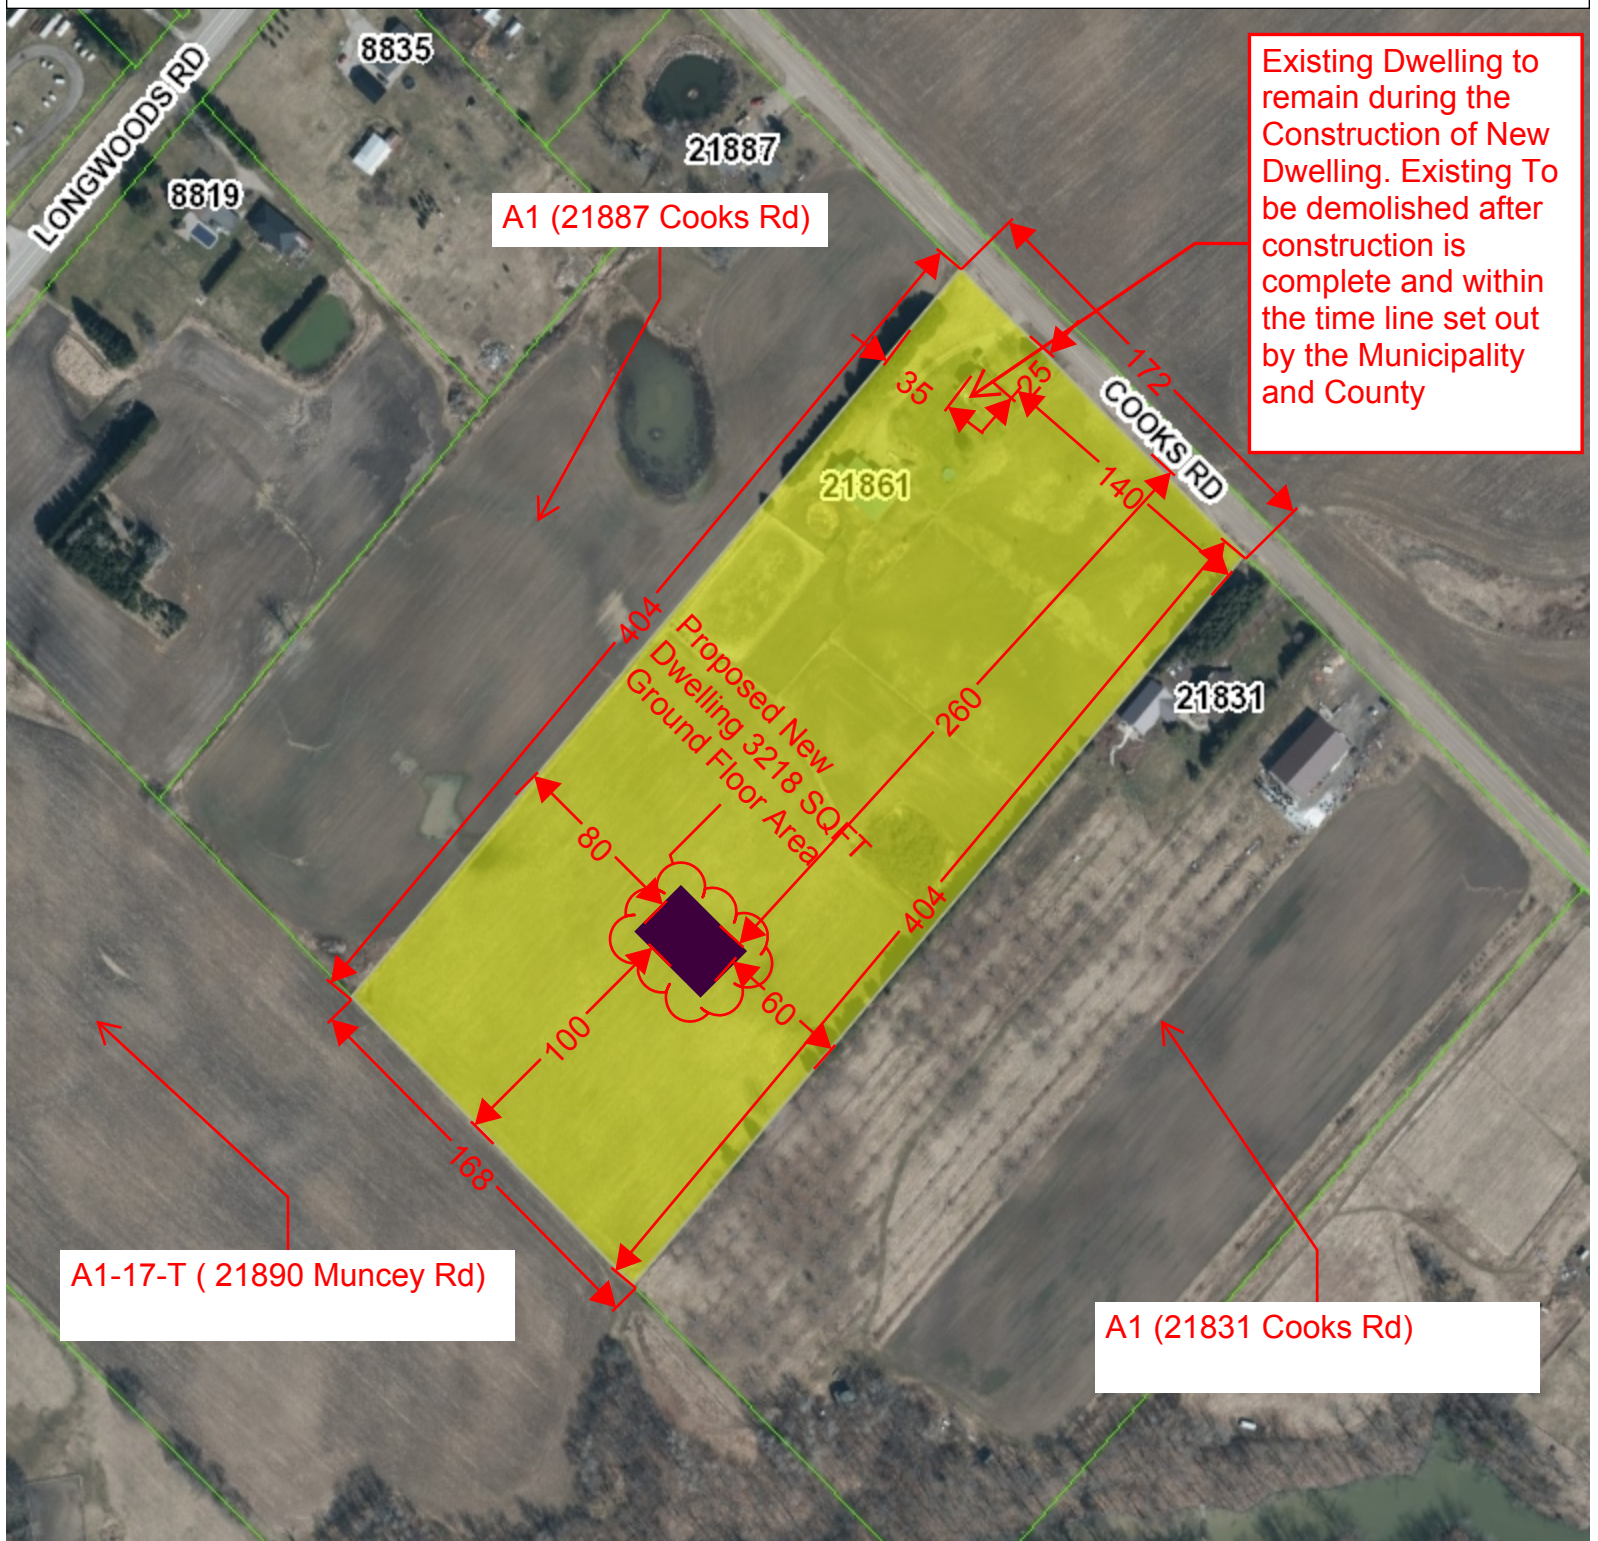 8835
LONGWOODS RD
8819
21887
A1 (21887 Cooks Rd)
Existing Dwelling to
remain during the
Construction of New
Dwelling. Existing To
be demolished after
construction is
complete and within
the time line set out
by the Municipality
and County
172
COOKS RD
35
25
140
21861
404
Proposed New
Dwelling 3218 SQFT
Ground Floor Area
260
21831
80
404
60
100
168
A1-17-T ( 21890 Muncey Rd)
A1 (21831 Cooks Rd)